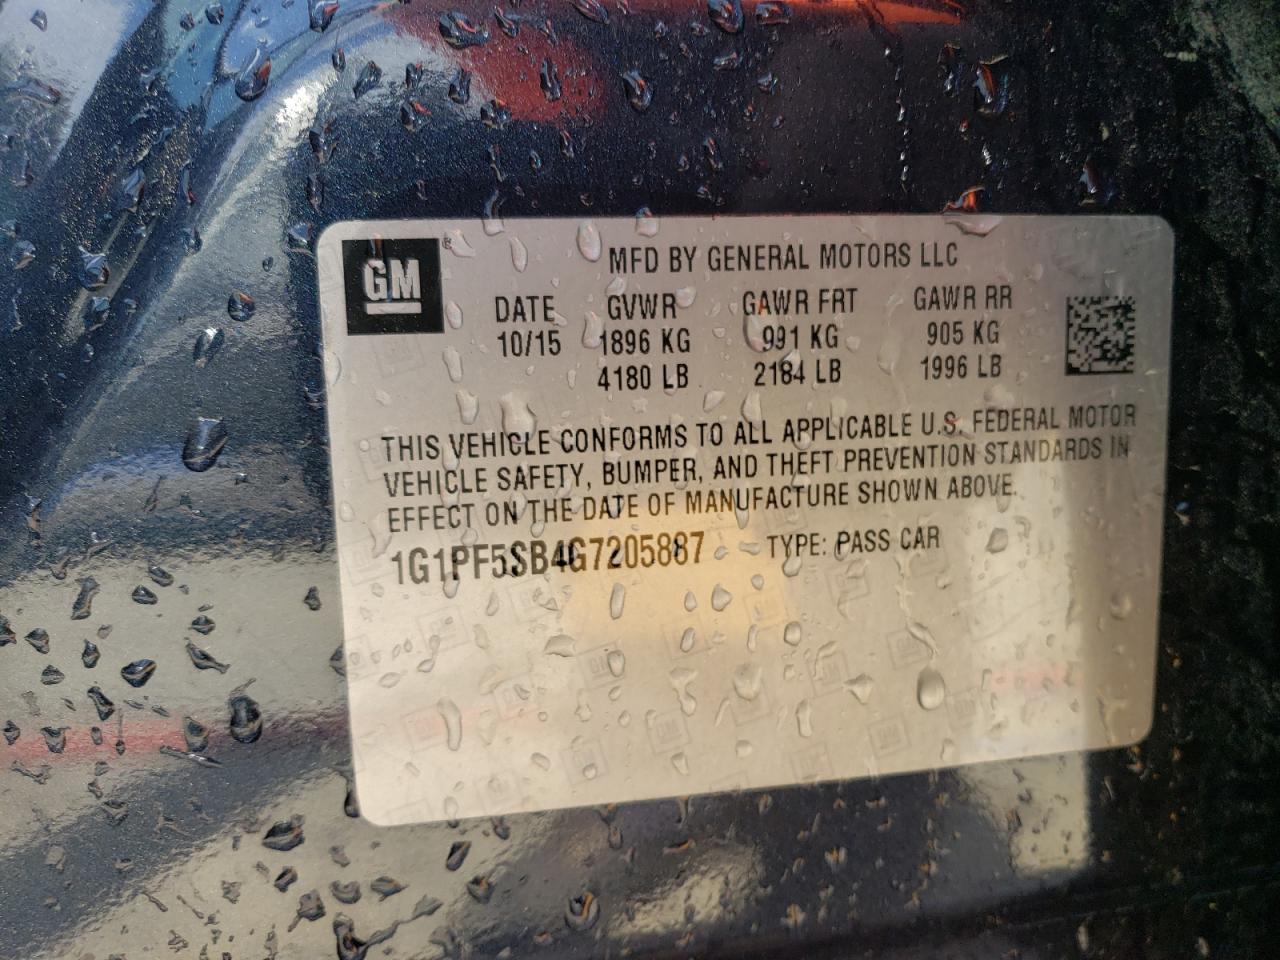 GM ®
MFD BY GENERAL MOTORS LLC
DATE GVWR GAWR FRT GAWR RR
10/15 1896 KG 991 KG 905 KG
4180 LB 2184 LB 1996 LB
THIS VEHICLE CONFORMS TO ALL APPLICABLE U.S. FEDERAL MOTOR
VEHICLE SAFETY, BUMPER, AND THEFT PREVENTION STANDARDS IN
EFFECT ON THE DATE OF MANUFACTURE SHOWN ABOVE.
1G1PF5SB4G7205887 TYPE: PASS CAR